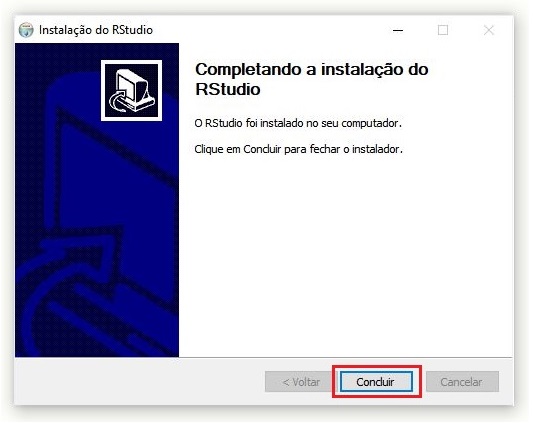 Instalação do RStudio
Completando a instalação do
RStudio
O RStudio foi instalado no seu computador.
Clique em Concluir para fechar o instalador.
< Voltar
Concluir
Cancelar